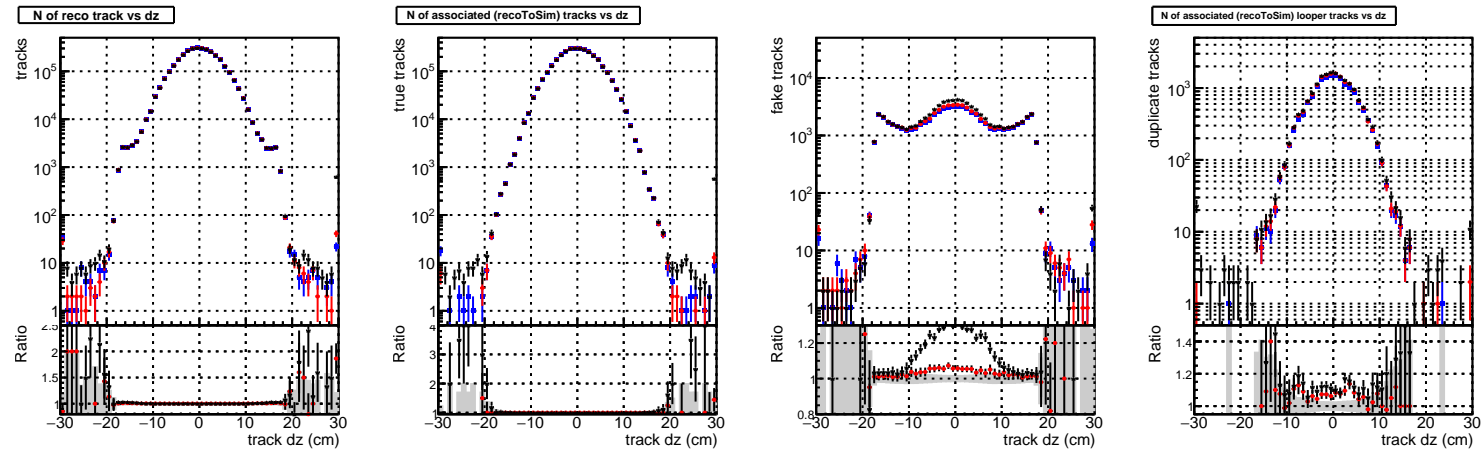 N of reco track vs dz
tracks
10^5
10^4
10^3
10^2
10
1
Ratio
2.5
2
1.5
1
−30 −20 −10 0 10 20 30
track dz (cm)
N of associated (recoToSim) tracks vs dz
true tracks
10^5
10^4
10^3
10^2
10
1
Ratio
4
3
2
1
−30 −20 −10 0 10 20 30
track dz (cm)
fake tracks
10^4
10^3
10^2
10
1
Ratio
1.2
1
0.8
−30 −20 −10 0 10 20 30
track dz (cm)
N of associated (recoToSim) looper tracks vs dz
duplicate tracks
10^3
10^2
10
1
Ratio
1.4
1.2
1
−30 −20 −10 0 10 20 30
track dz (cm)